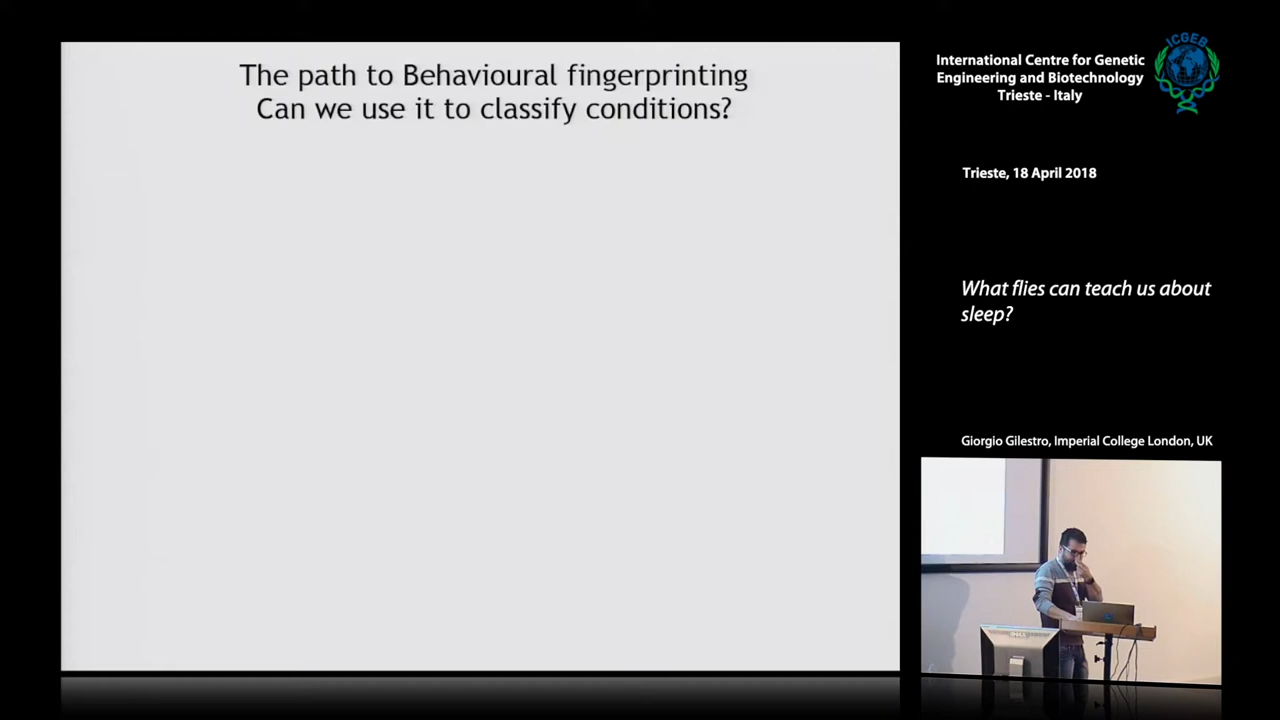 The path to Behavioural fingerprinting
Can we use it to classify conditions?
International Centre for Genetic
Engineering and Biotechnology
Trieste - Italy
ICGEB
Trieste, 18 April 2018
What flies can teach us about
sleep?
Giorgio Gilestro, Imperial College London, UK
DELL